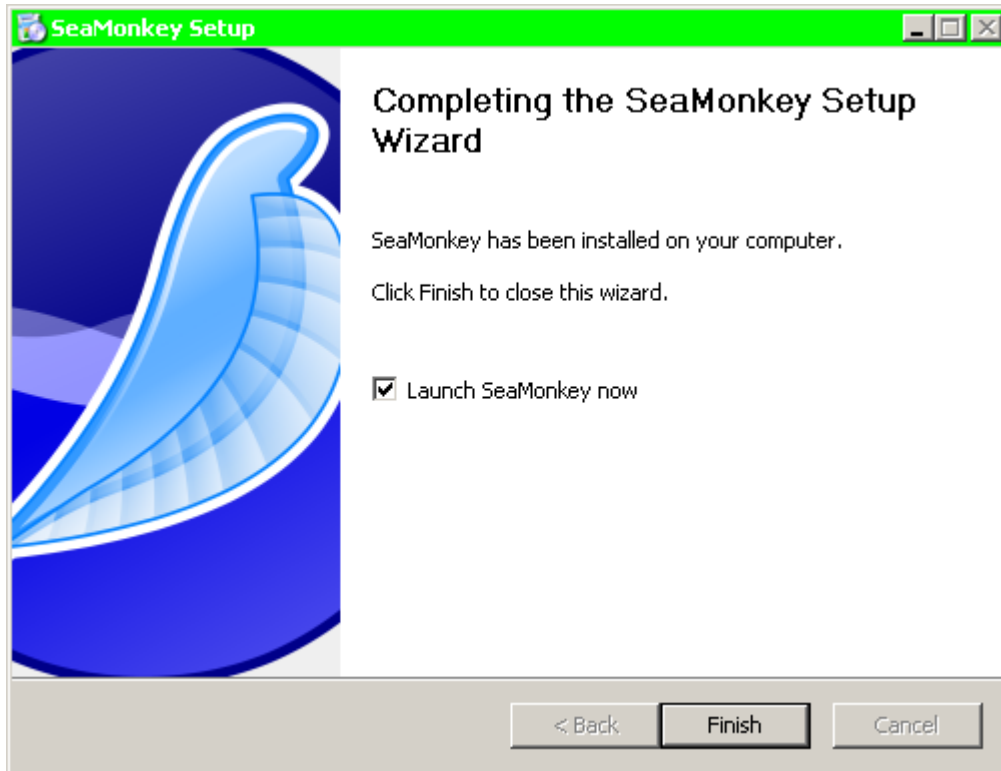 SeaMonkey Setup
Completing the SeaMonkey Setup
Wizard
SeaMonkey has been installed on your computer.
Click Finish to close this wizard.
Launch SeaMonkey now
< Back
Finish
Cancel